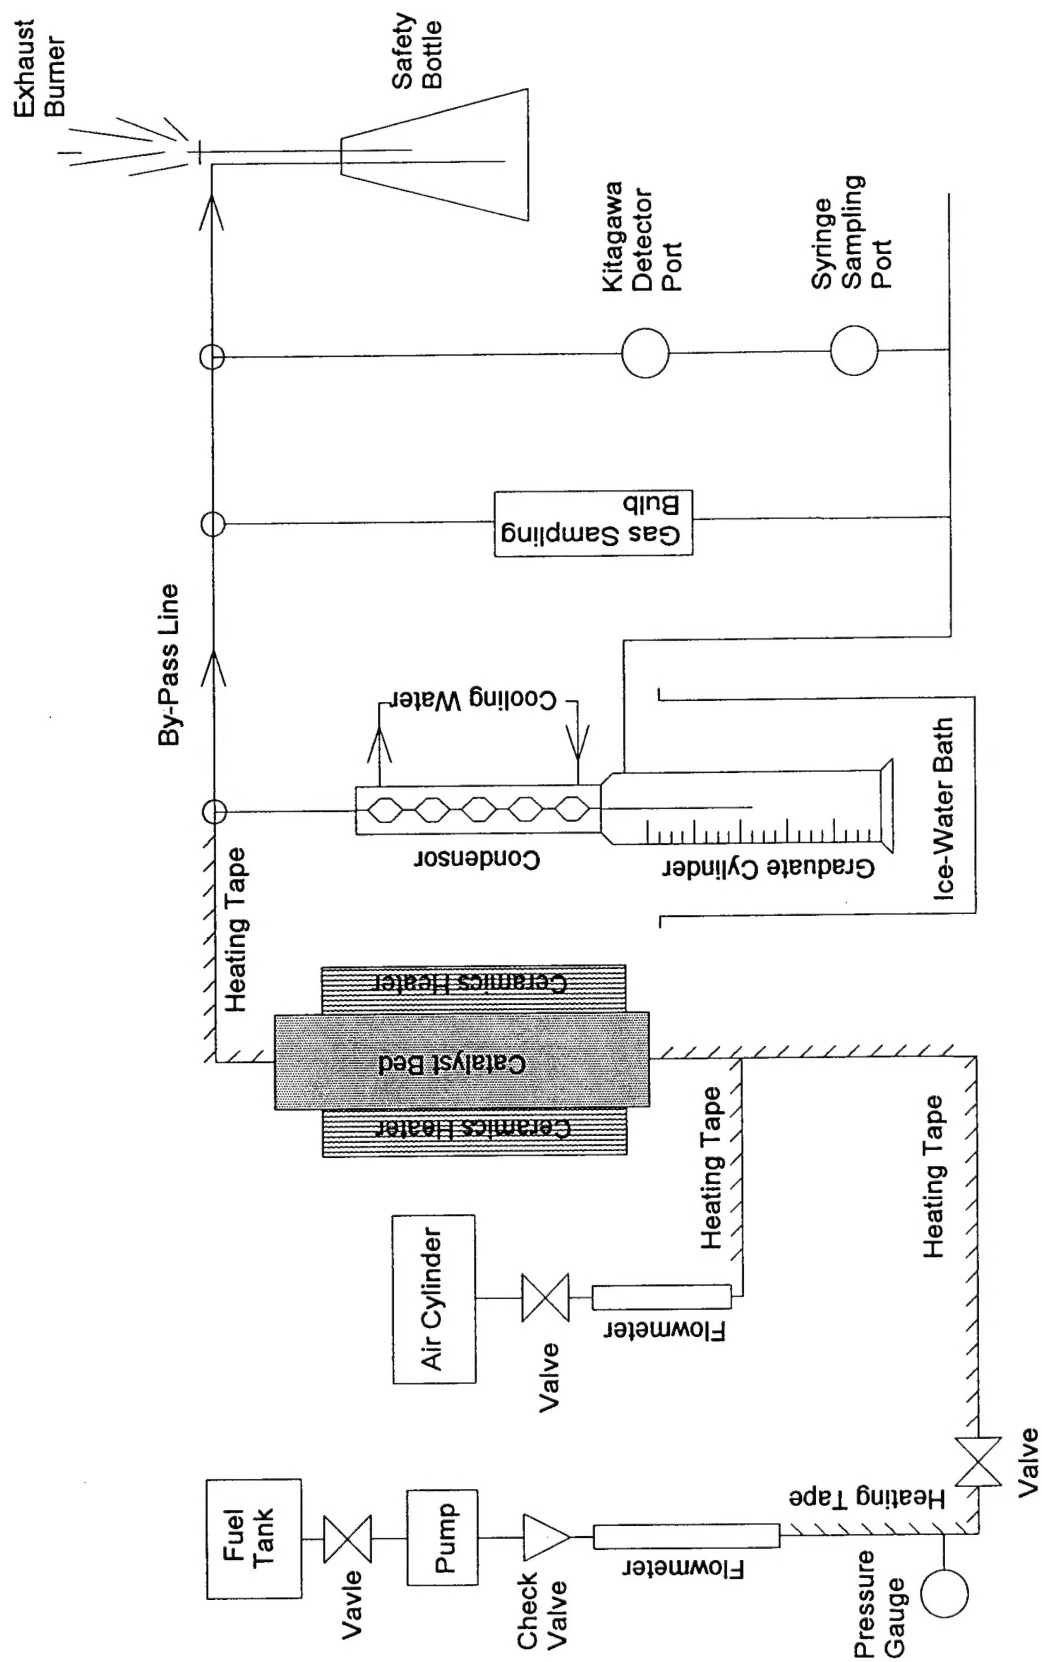 Exhaust
Burner
Safety
Bottle
Kitagawa
Detector
Port
Syringe
Sampling
Port
Gas Sampling
Bulb
By-Pass Line
Cooling Water
Condensor
Graduate Cylinder
Ice-Water Bath
Heating Tape
Ceramics Heater
Catalyst Bed
Ceramics Heater
Heating Tape
Heating Tape
Air Cylinder
Valve
Flowmeter
Fuel
Tank
Vavle
Pump
Check
Valve
Flowmeter
Heating Tape
Pressure
Gauge
Valve